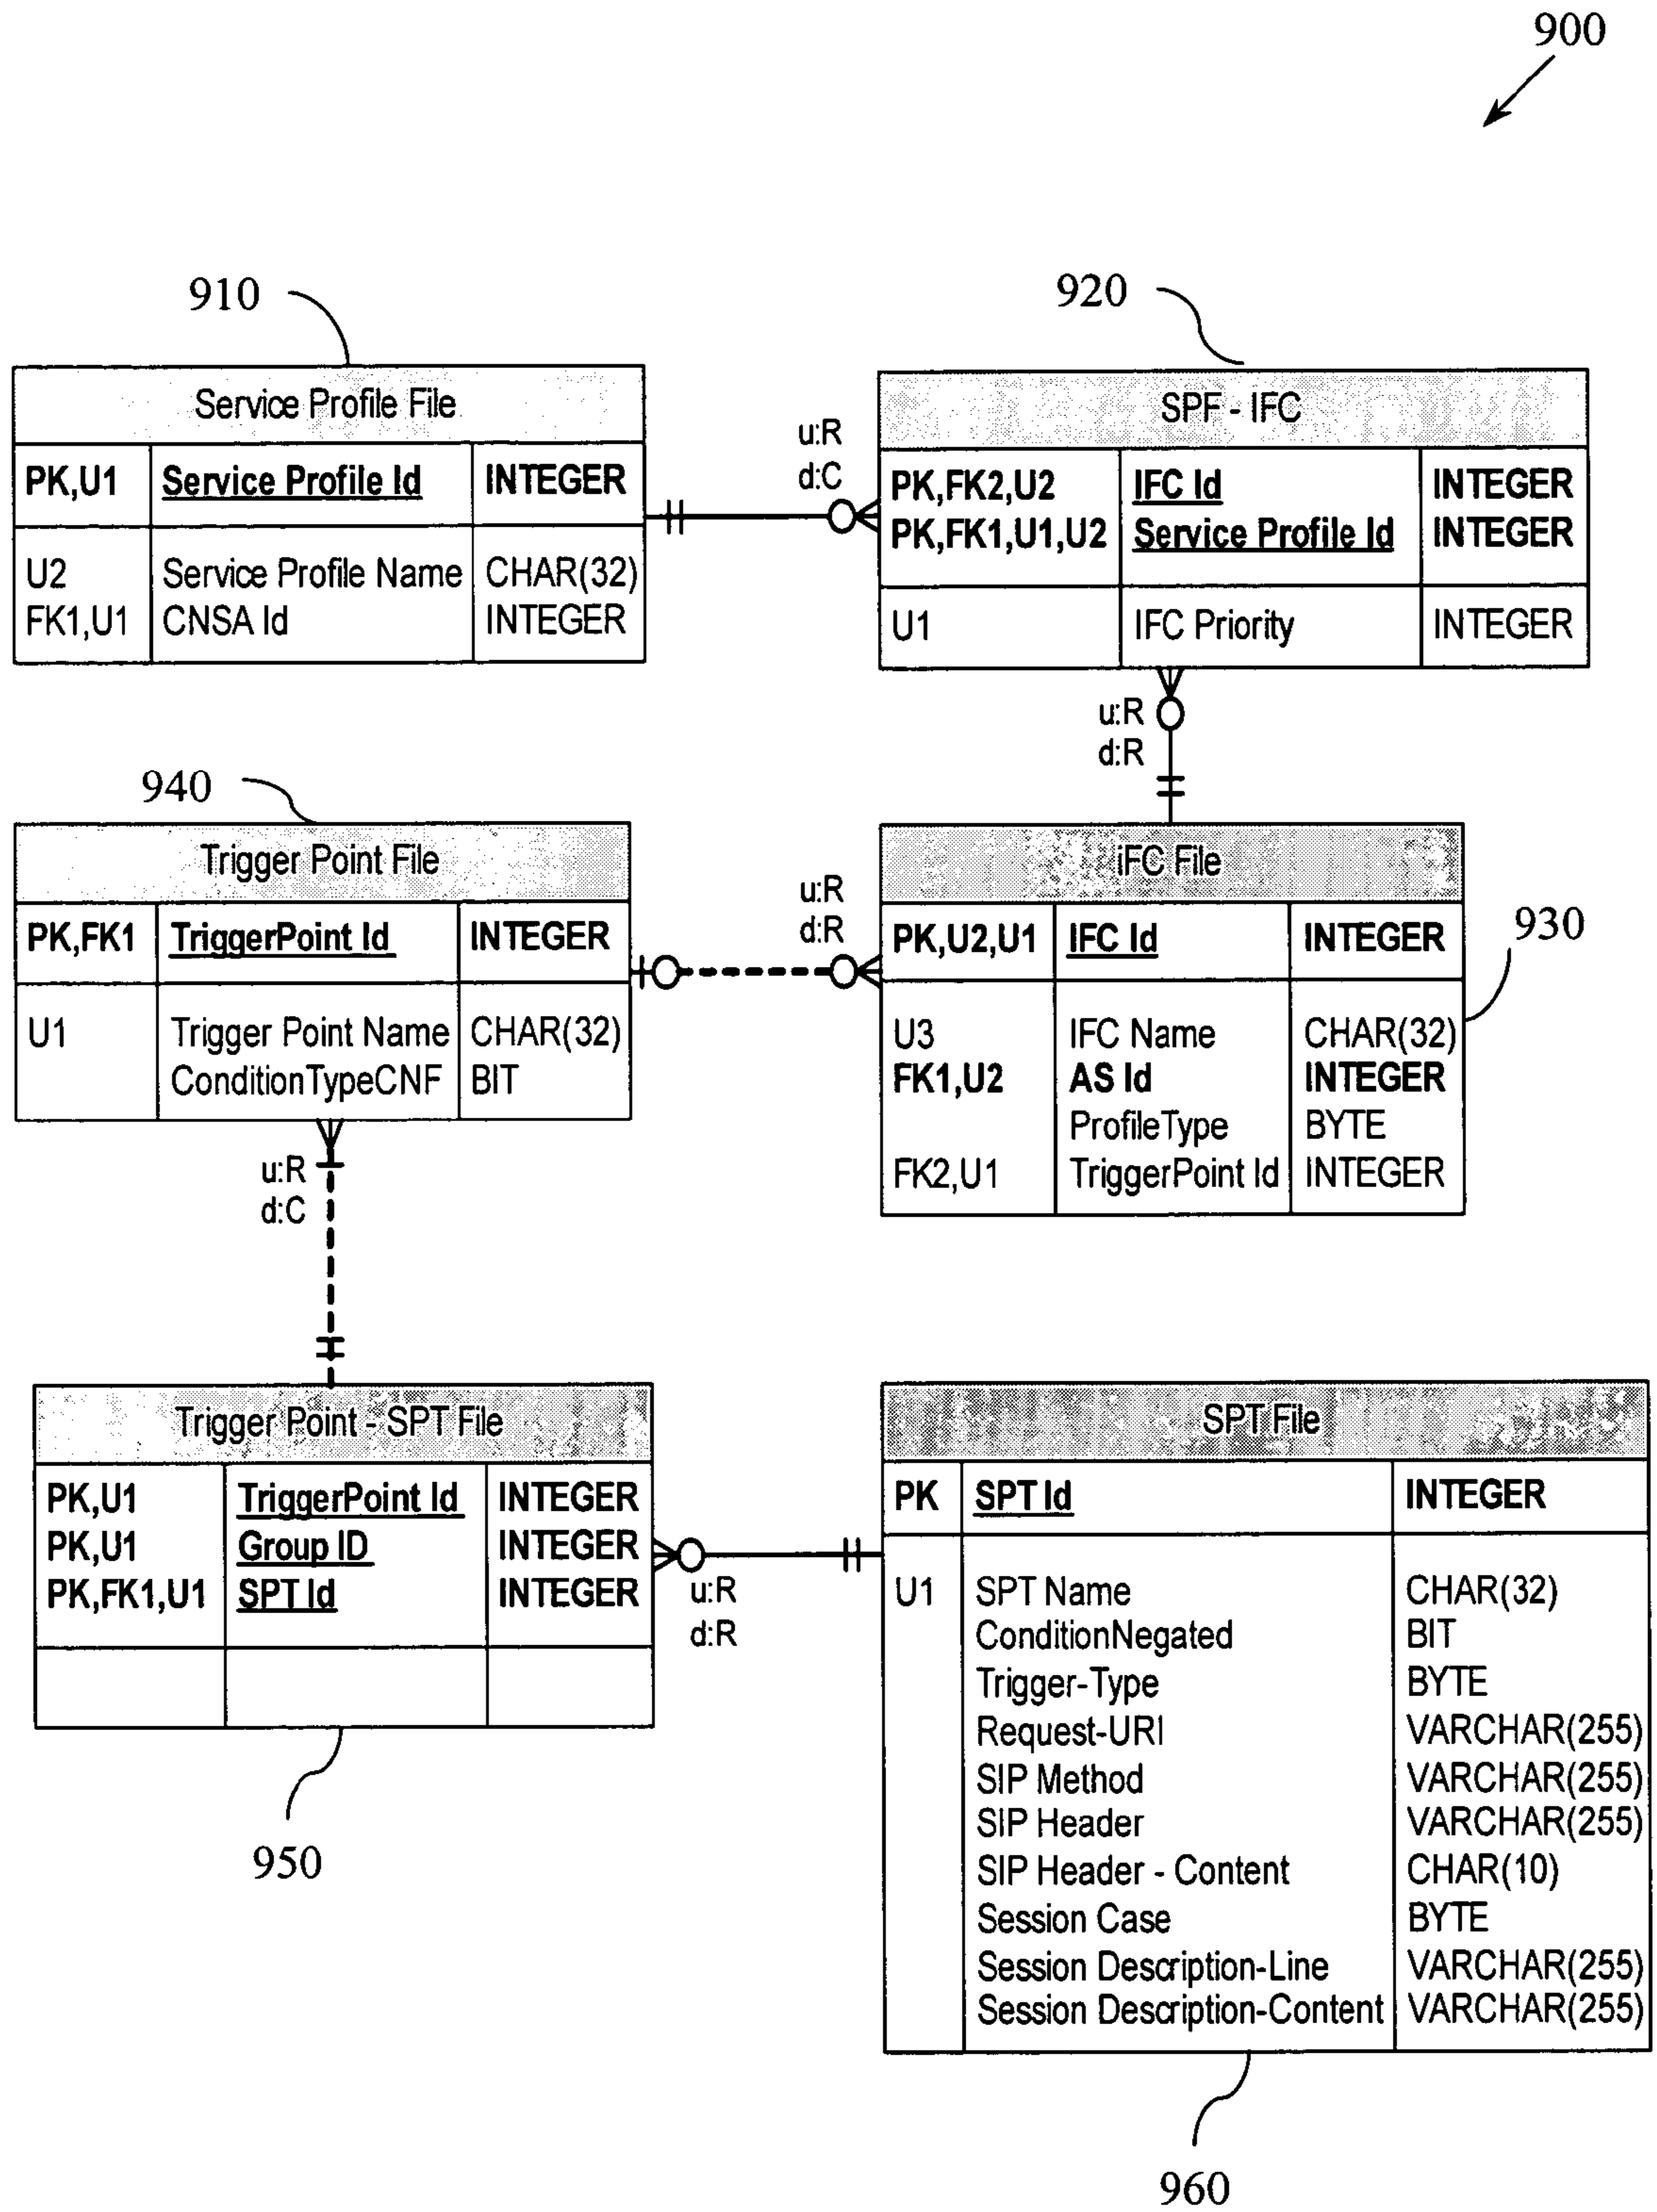 900
910
920
Service Profile File
PK,U1 Service Profile Id INTEGER
U2 Service Profile Name CHAR(32)
FK1,U1 CNSA Id INTEGER
u:R
d:C
SPF - IFC
PK,FK2,U2 IFC Id INTEGER
PK,FK1,U1,U2 Service Profile Id INTEGER
U1 IFC Priority INTEGER
u:R
d:R
940
Trigger Point File
PK,FK1 TriggerPoint Id INTEGER
U1 Trigger Point Name CHAR(32)
ConditionTypeCNF BIT
u:R
d:R
iFC File
PK,U2,U1 IFC Id INTEGER
U3 IFC Name CHAR(32)
FK1,U2 AS Id INTEGER
ProfileType BYTE
FK2,U1 TriggerPoint Id INTEGER
930
u:R
d:C
Trigger Point - SPT File
PK,U1 TriggerPoint Id INTEGER
PK,U1 Group ID INTEGER
PK,FK1,U1 SPT Id INTEGER
u:R
d:R
950
SPT File
PK SPT Id INTEGER
U1 SPT Name CHAR(32)
ConditionNegated BIT
Trigger-Type BYTE
Request-URI VARCHAR(255)
SIP Method VARCHAR(255)
SIP Header VARCHAR(255)
SIP Header - Content CHAR(10)
Session Case BYTE
Session Description-Line VARCHAR(255)
Session Description-Content VARCHAR(255)
960